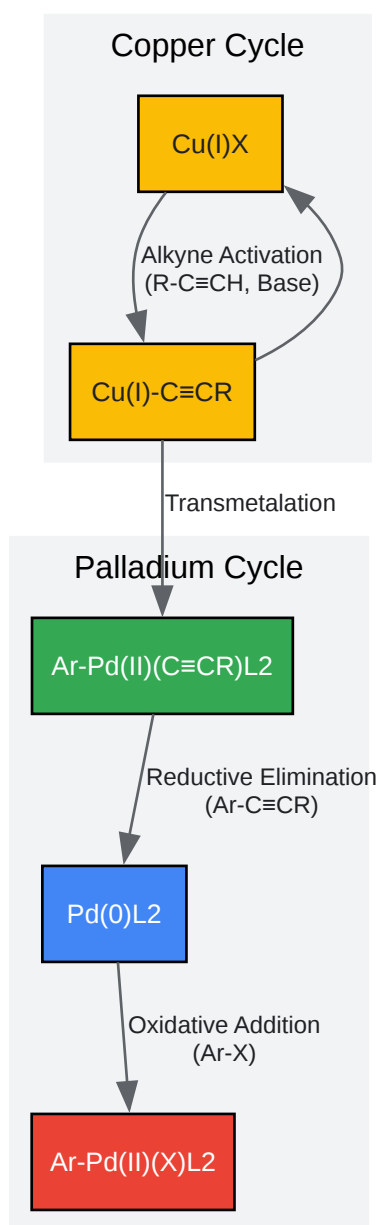 Copper Cycle
Cu(I)X
Alkyne Activation
(R-C≡CH, Base)
Cu(I)-C≡CR
Transmetalation
Palladium Cycle
Ar-Pd(II)(C≡CR)L2
Reductive Elimination
(Ar-C≡CR)
Pd(0)L2
Oxidative Addition
(Ar-X)
Ar-Pd(II)(X)L2